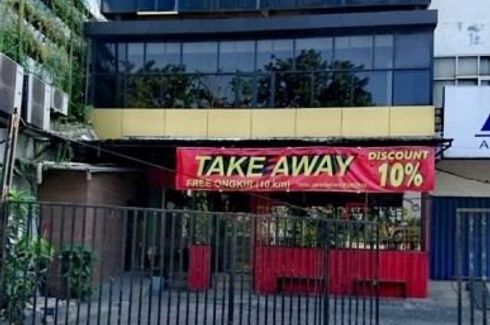 TAKE AWAY
DISCOUNT
10%
FREE ONGKIR (10 km)
A